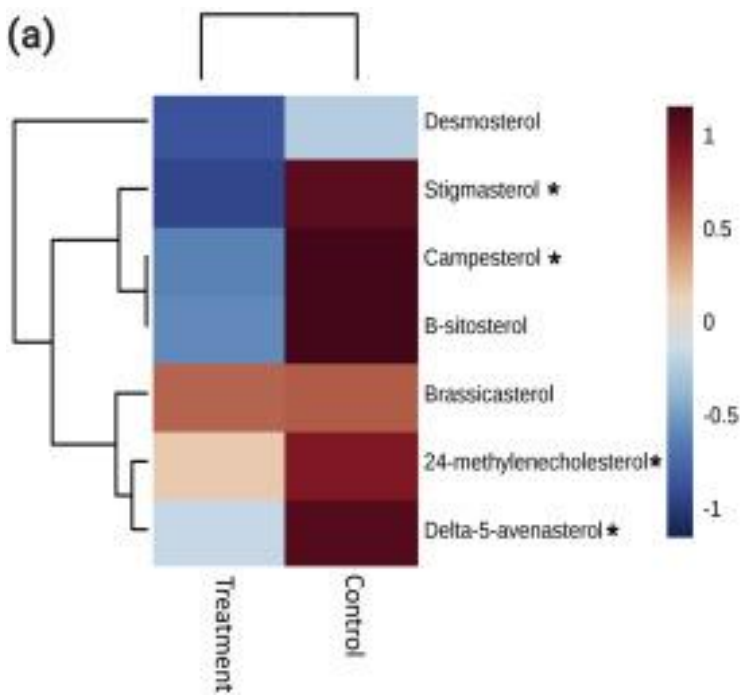 (a)
Desmosterol
Stigmasterol *
Campesterol *
B-sitosterol
Brassicasterol
24-methylenecholesterol*
Delta-5-avenasterol*
1
0.5
0
-0.5
-1
Treatment
Control